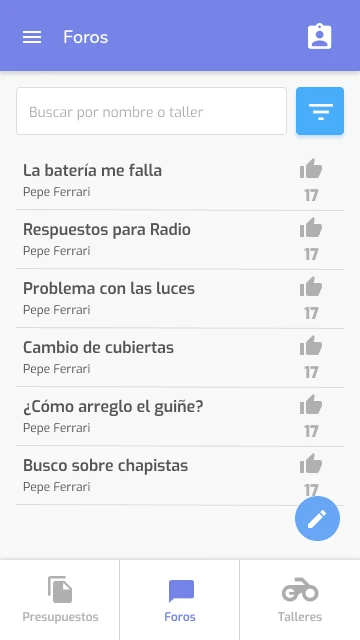 Foros
Buscar por nombre o taller
La batería me falla
Pepe Ferrari
17
Respuestos para Radio
Pepe Ferrari
17
Problema con las luces
Pepe Ferrari
17
Cambio de cubiertas
Pepe Ferrari
17
¿Cómo arreglo el guiñe?
Pepe Ferrari
17
Busco sobre chapistas
Pepe Ferrari
17
Presupuestos
Foros
Talleres